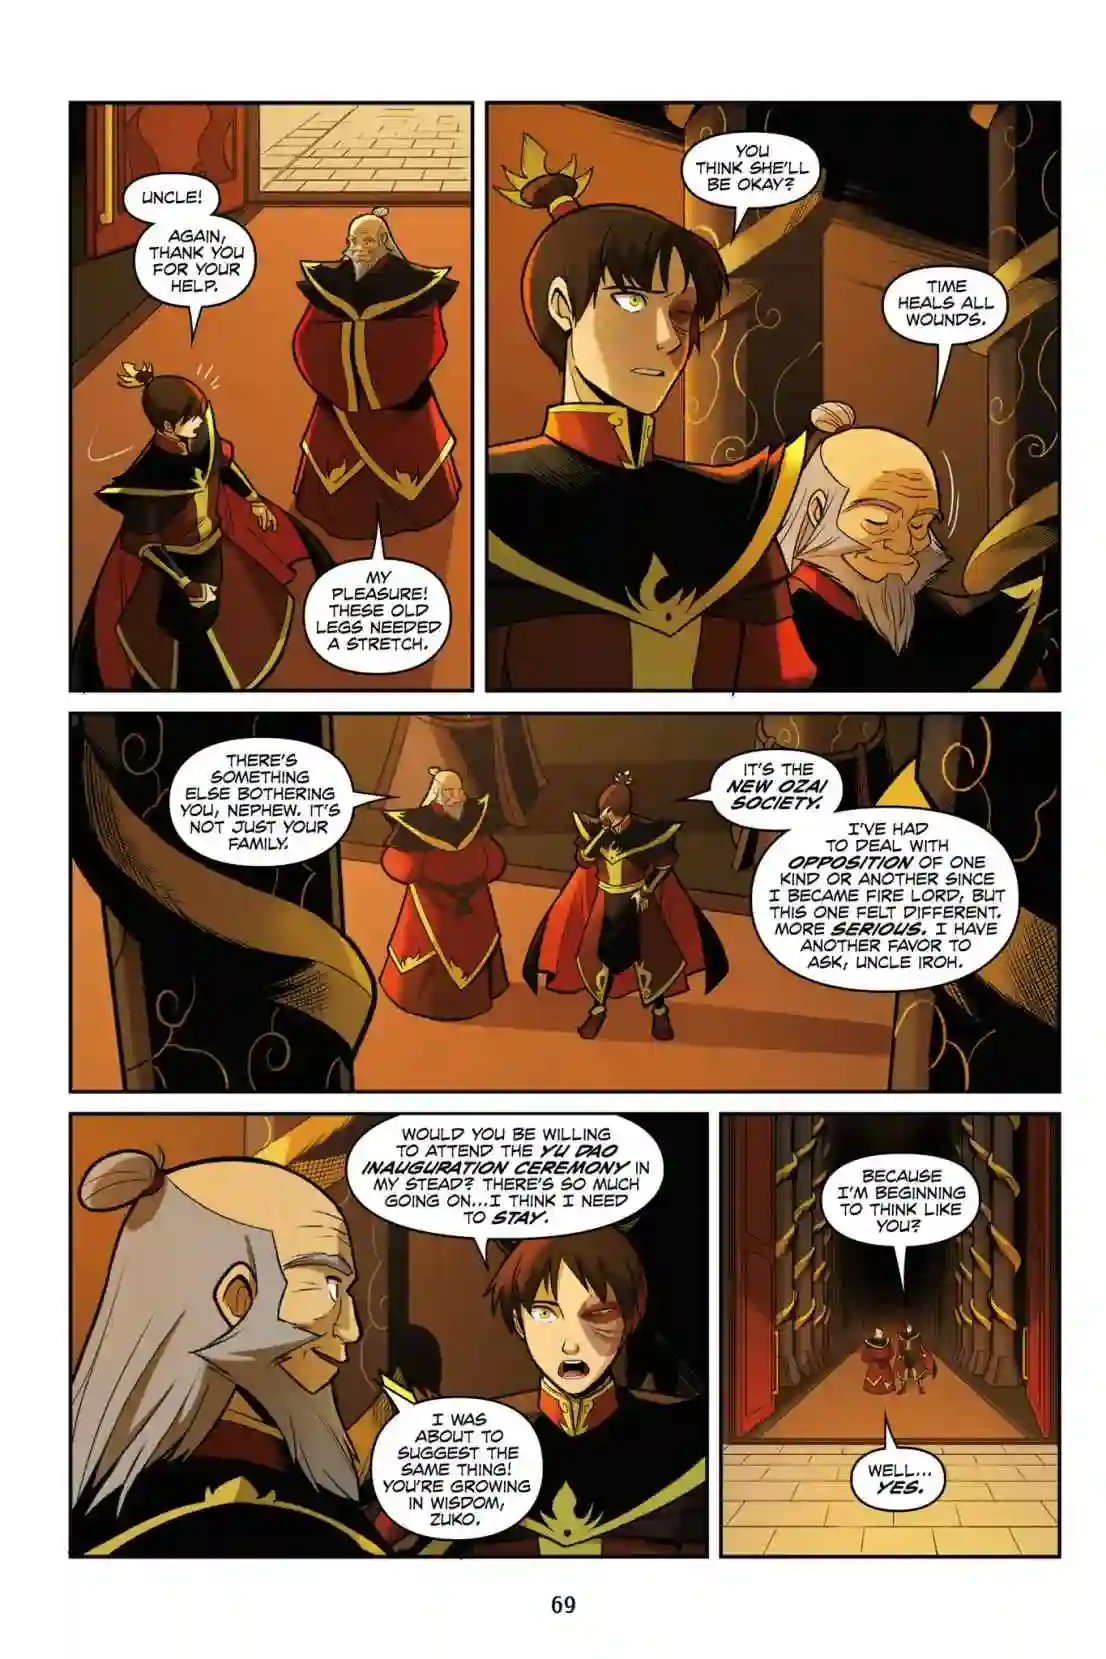 UNCLE!
AGAIN,
THANK YOU
FOR YOUR
HELP.
MY
PLEASURE!
THESE OLD
LEGS NEEDED
A STRETCH.
YOU
THINK SHE'LL
BE OKAY?
TIME
HEALS ALL
WOUNDS.
THERE'S
SOMETHING
ELSE BOTHERING
YOU, NEPHEW. IT'S
NOT JUST YOUR
FAMILY.
IT'S THE
NEW OZAI
SOCIETY.
I'VE HAD
TO DEAL WITH
OPPOSITION OF ONE
KIND OR ANOTHER SINCE
I BECAME FIRE LORD, BUT
THIS ONE FELT DIFFERENT.
MORE SERIOUS. I HAVE
ANOTHER FAVOR TO
ASK, UNCLE IROH.
WOULD YOU BE WILLING
TO ATTEND THE YU DAO
INAUGURATION CEREMONY IN
MY STEAD? THERE'S SO MUCH
GOING ON...I THINK I NEED
TO STAY.
I WAS
ABOUT TO
SUGGEST THE
SAME THING!
YOU'RE GROWING
IN WISDOM,
ZUKO.
BECAUSE
I'M BEGINNING
TO THINK LIKE
YOU?
WELL...
YES.
69